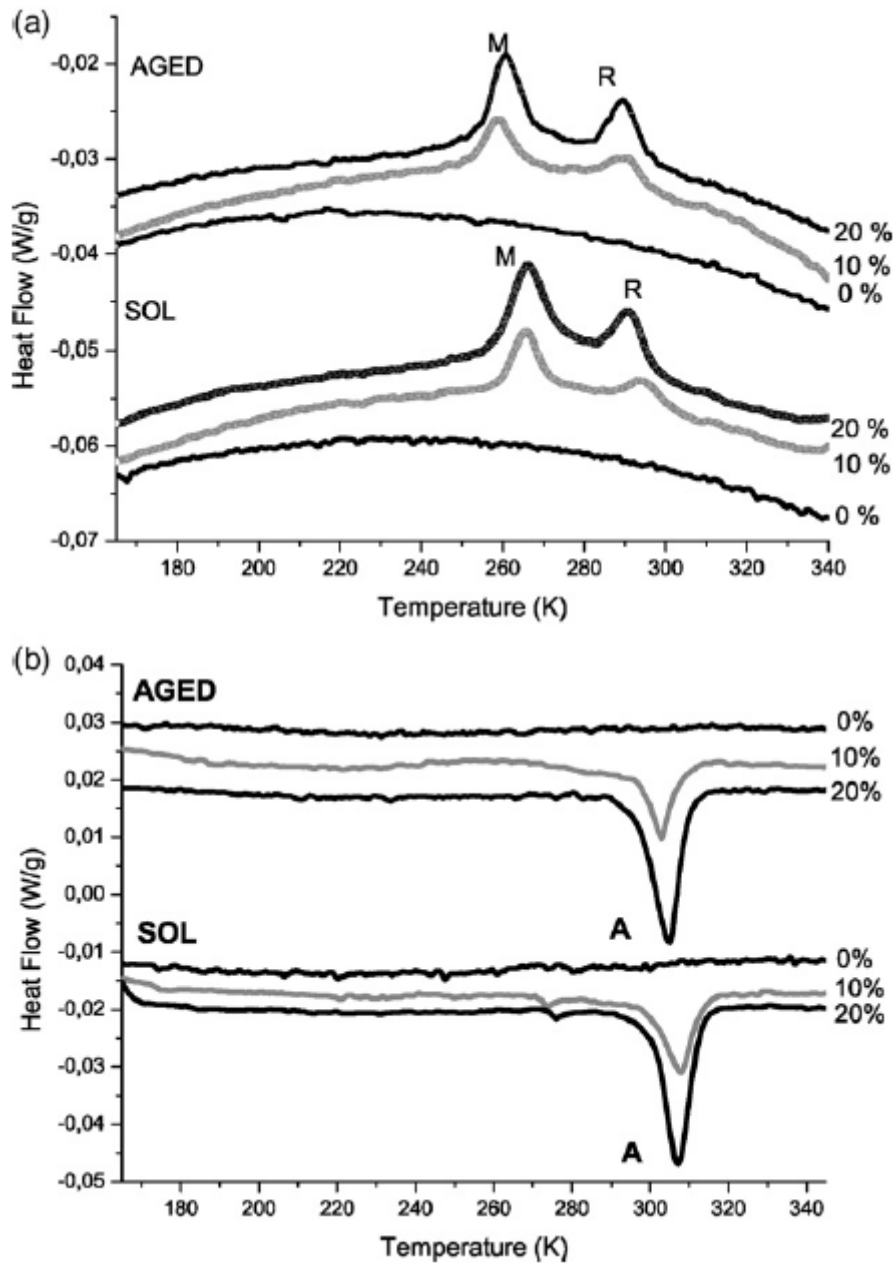 (a)
-0,02
AGED
M
R
-0,03
20 %
-0,04
10 %
0 %
M
R
SOL
-0,05
20 %
-0,06
10 %
0 %
-0,07
Heat Flow (W/g)
180 200 220 240 260 280 300 320 340
Temperature (K)
(b)
0,04
AGED
0,03
0%
10%
0,02
20%
0,01
0,00
A
-0,01
SOL
0%
10%
-0,02
20%
-0,03
-0,04
A
-0,05
Heat Flow (W/g)
180 200 220 240 260 280 300 320 340
Temperature (K)